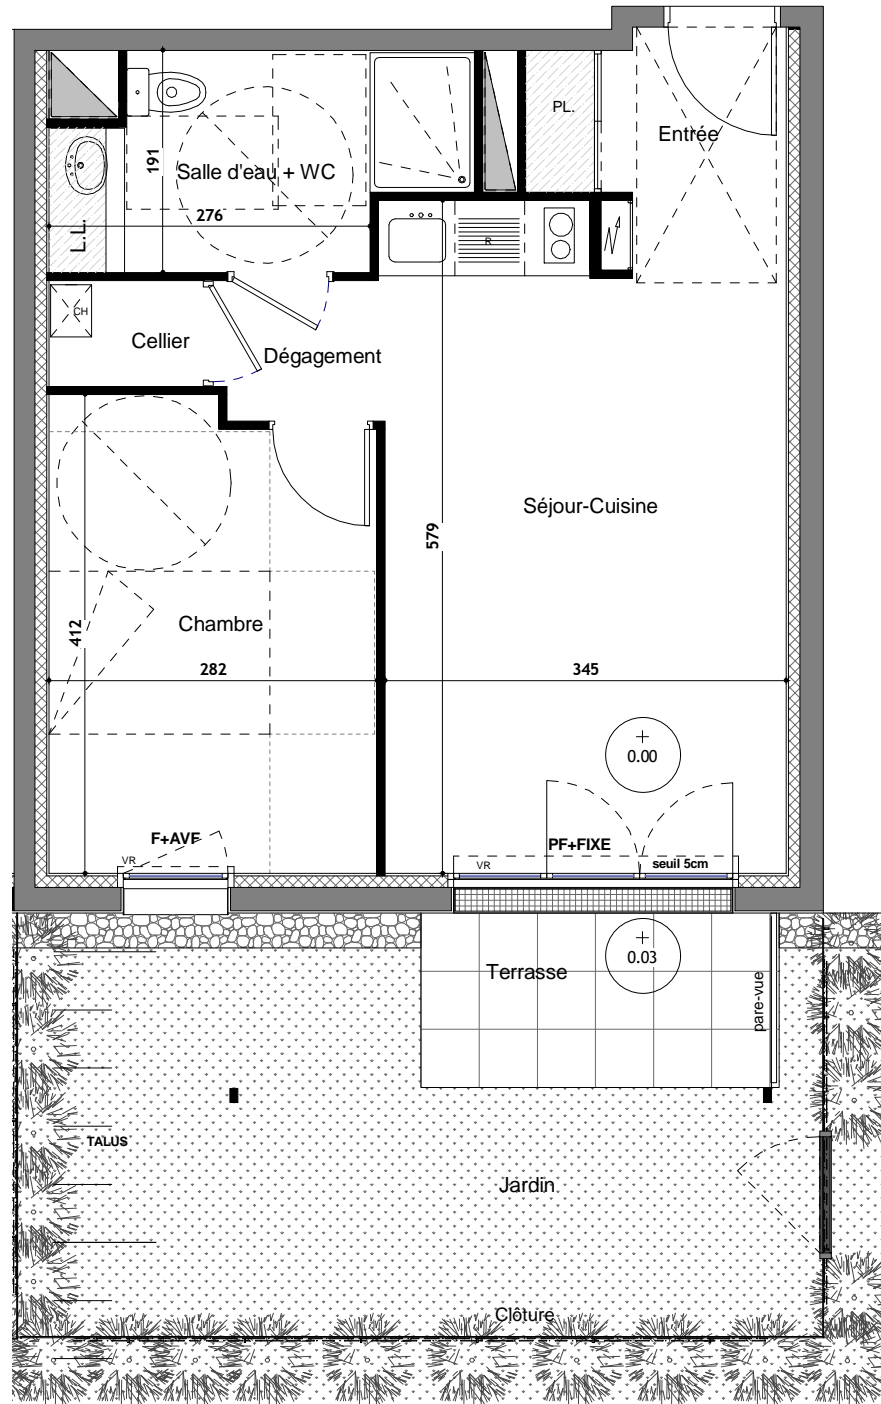 PL.
Entrée
191
Salle d'eau + WC
276
L.L.
R
CH
Cellier
Dégagement
Séjour-Cuisine
579
412
Chambre
282
345
0.00
F+AVF
VR
PF+FIXE
VR
seuil 5cm
0.03
Terrasse
pare-vue
TALUS
Jardin
Clôture